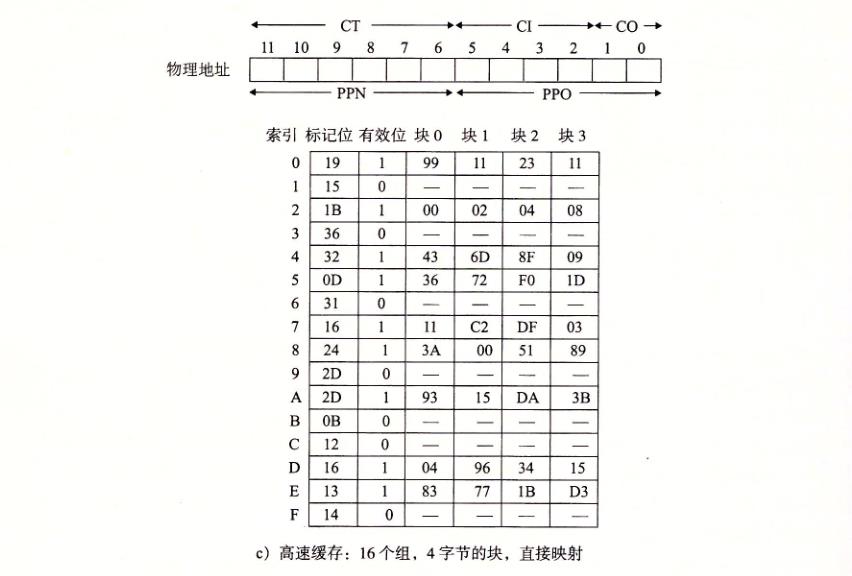 CT CI CO
11 10 9 8 7 6 5 4 3 2 1 0
物理地址
PPN PPO
索引 标记位 有效位 块 0 块 1 块 2 块 3
0 19 1 99 11 23 11
1 15 0 — — — —
2 1B 1 00 02 04 08
3 36 0 — — — —
4 32 1 43 6D 8F 09
5 0D 1 36 72 F0 1D
6 31 0 — — — —
7 16 1 11 C2 DF 03
8 24 1 3A 00 51 89
9 2D 0 — — — —
A 2D 1 93 15 DA 3B
B 0B 0 — — — —
C 12 0 — — — —
D 16 1 04 96 34 15
E 13 1 83 77 1B D3
F 14 0 — — — —
c）高速缓存：16 个组，4 字节的块，直接映射